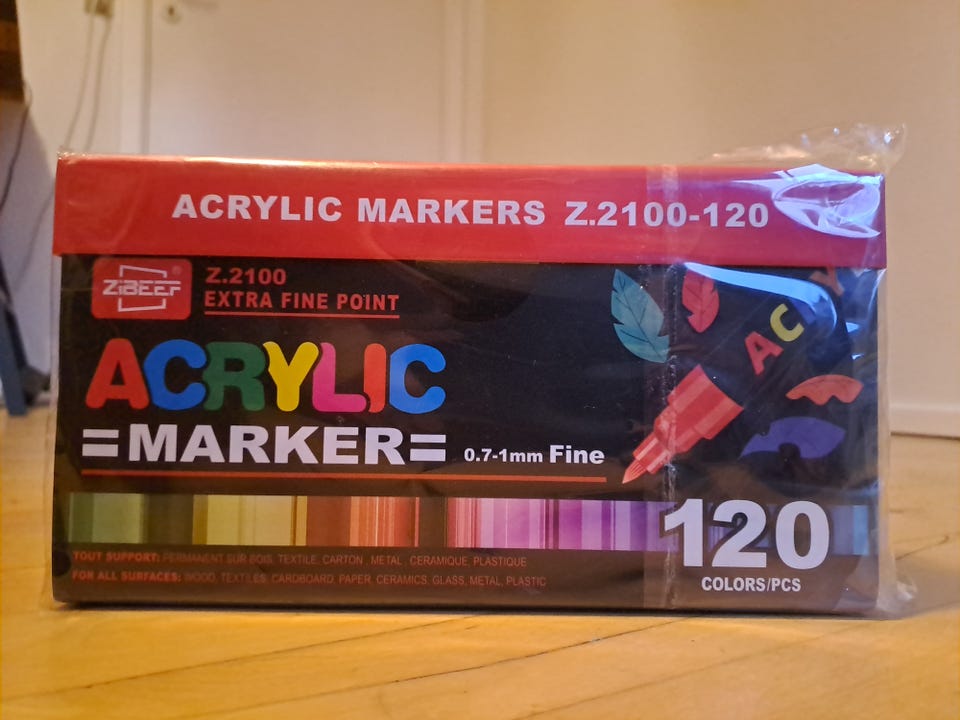 ACRYLIC MARKERS Z.2100-120
ZIBEEF®
Z.2100
EXTRA FINE POINT
ACRYLIC
=MARKER=
0.7-1mm Fine
ACY
120
COLORS/PCS
TOUT SUPPORT: PERMANENT SUR BOIS, TEXTILE, CARTON, METAL, CERAMIQUE, PLASTIQUE
FOR ALL SURFACES: WOOD, TEXTILES, CARDBOARD, PAPER, CERAMICS, GLASS, METAL, PLASTIC